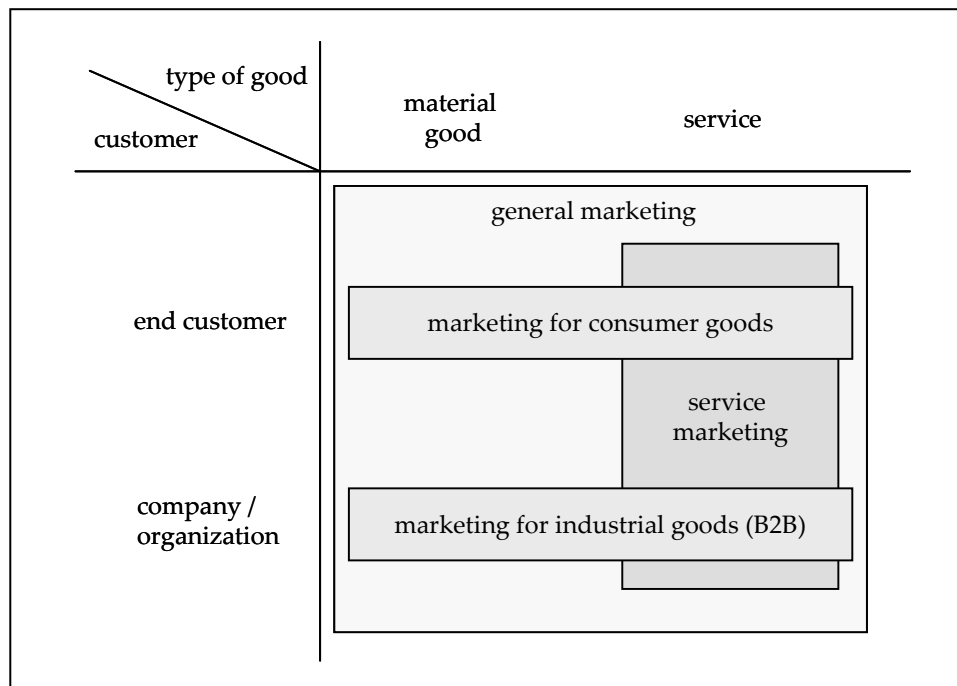 type of good
customer
material
good
service
general marketing
end customer
marketing for consumer goods
service
marketing
company /
organization
marketing for industrial goods (B2B)